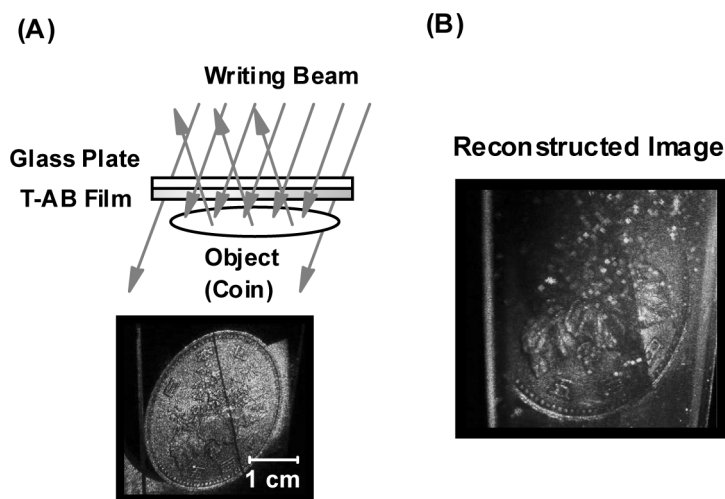 (A)
Writing Beam
Glass Plate
T-AB Film
Object
(Coin)
1 cm
(B)
Reconstructed Image